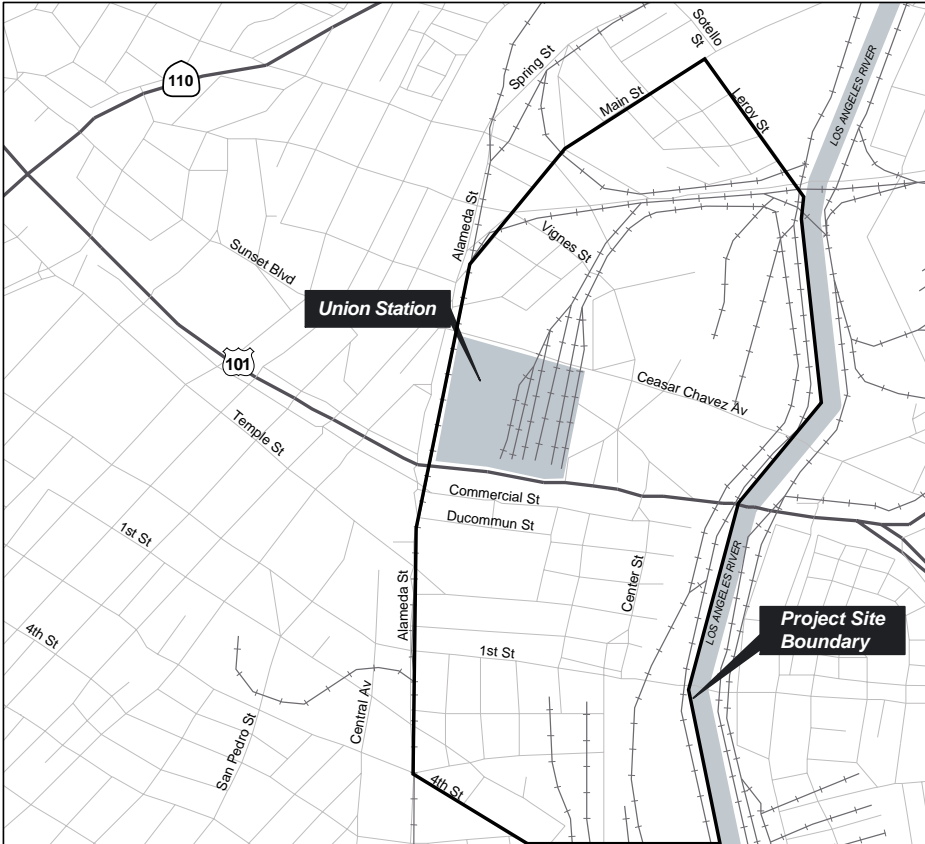 Sotello
St
Spring St
LOS ANGELES RIVER
110
Main St
Leroy St
Alameda St
Vignes St
Sunset Blvd
Union Station
101
Ceasar Chavez Av
Temple St
Commercial St
Ducommun St
1st St
Center St
LOS ANGELES RIVER
Alameda St
Project Site
Boundary
4th St
1st St
Central Av
San Pedro St
4th St